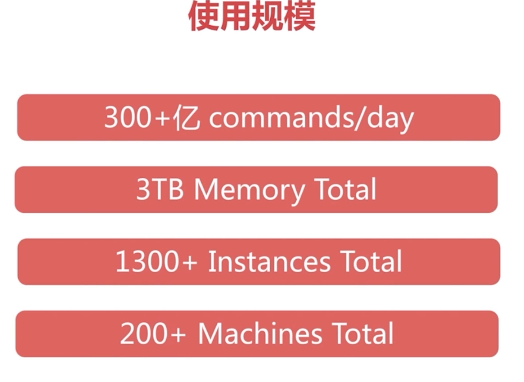 使用规模
300+亿 commands/day
3TB Memory Total
1300+ Instances Total
200+ Machines Total